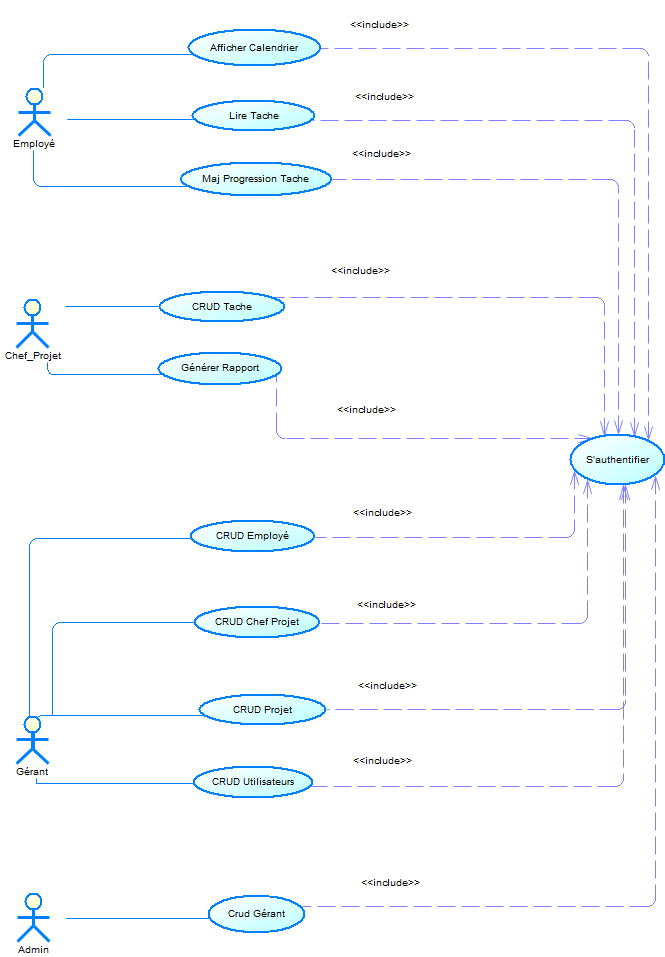 <<include>>
Afficher Calendrier
<<include>>
Lire Tache
Employé
<<include>>
Maj Progression Tache
<<include>>
CRUD Tache
Chef_Projet
Générer Rapport
<<include>>
S'authentifier
<<include>>
CRUD Employé
<<include>>
CRUD Chef Projet
<<include>>
CRUD Projet
<<include>>
Gérant
CRUD Utilisateurs
<<include>>
Crud Gérant
Admin